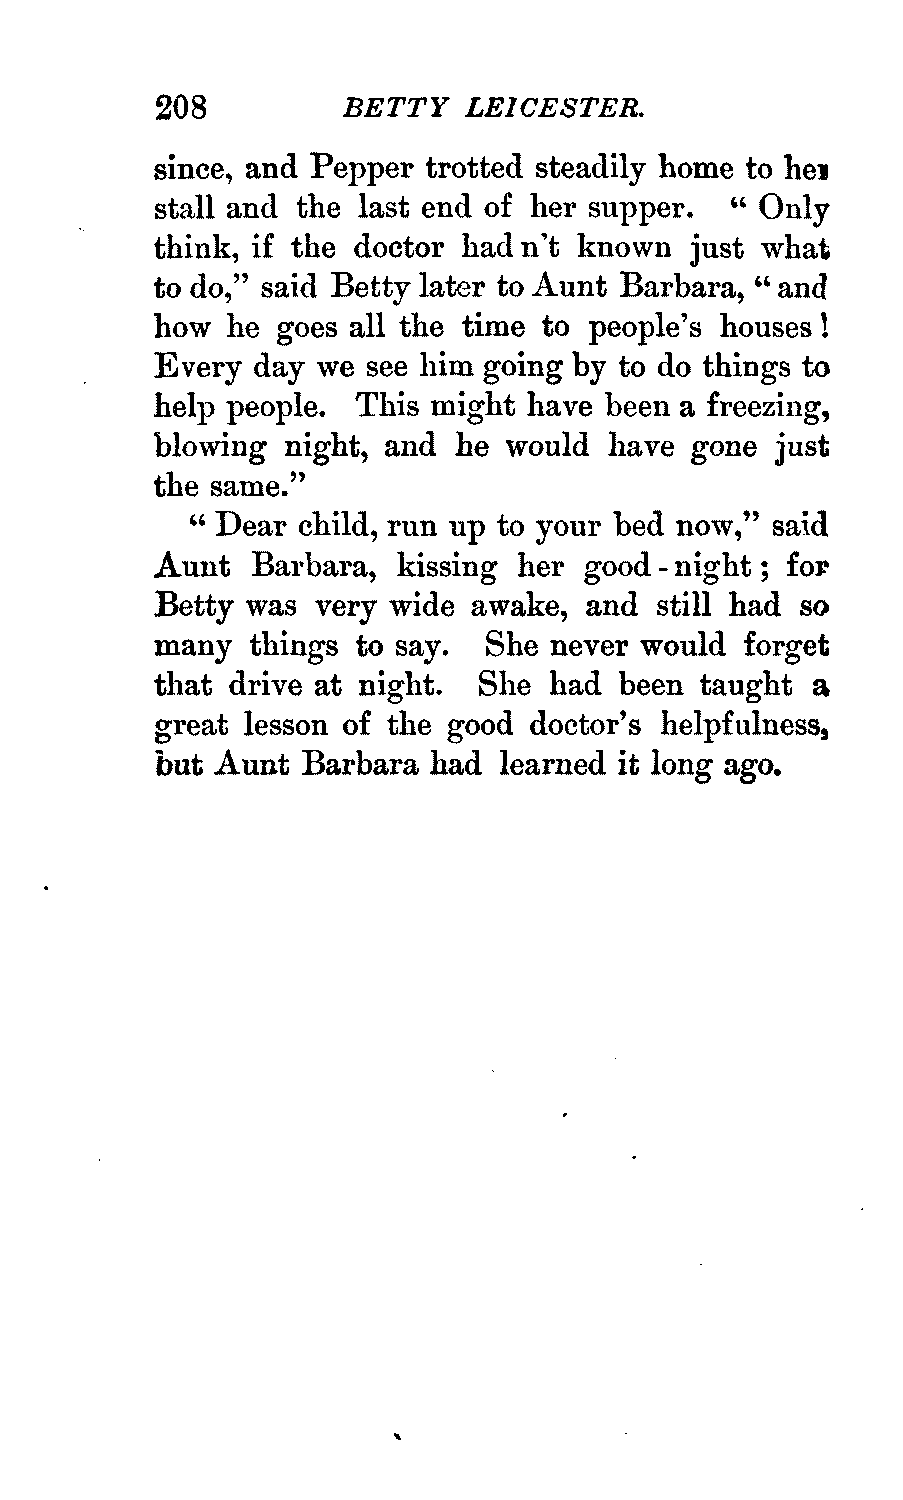 208 BETTY LEICESTER.
since, and Pepper trotted steadily home to her
stall and the last end of her supper. " Only
think, if the doctor had n't known just what
to do," said Betty later to Aunt Barbara, " and
how he goes all the time to people's houses !
Every day we see him going by to do things to
help people. This might have been a freezing,
blowing night, and he would have gone just
the same."
" Dear child, run up to your bed now," said
Aunt Barbara, kissing her good - night ; for
Betty was very wide awake, and still had so
many things to say. She never would forget
that drive at night. She had been taught a
great lesson of the good doctor's helpfulness,
but Aunt Barbara had learned it long ago.